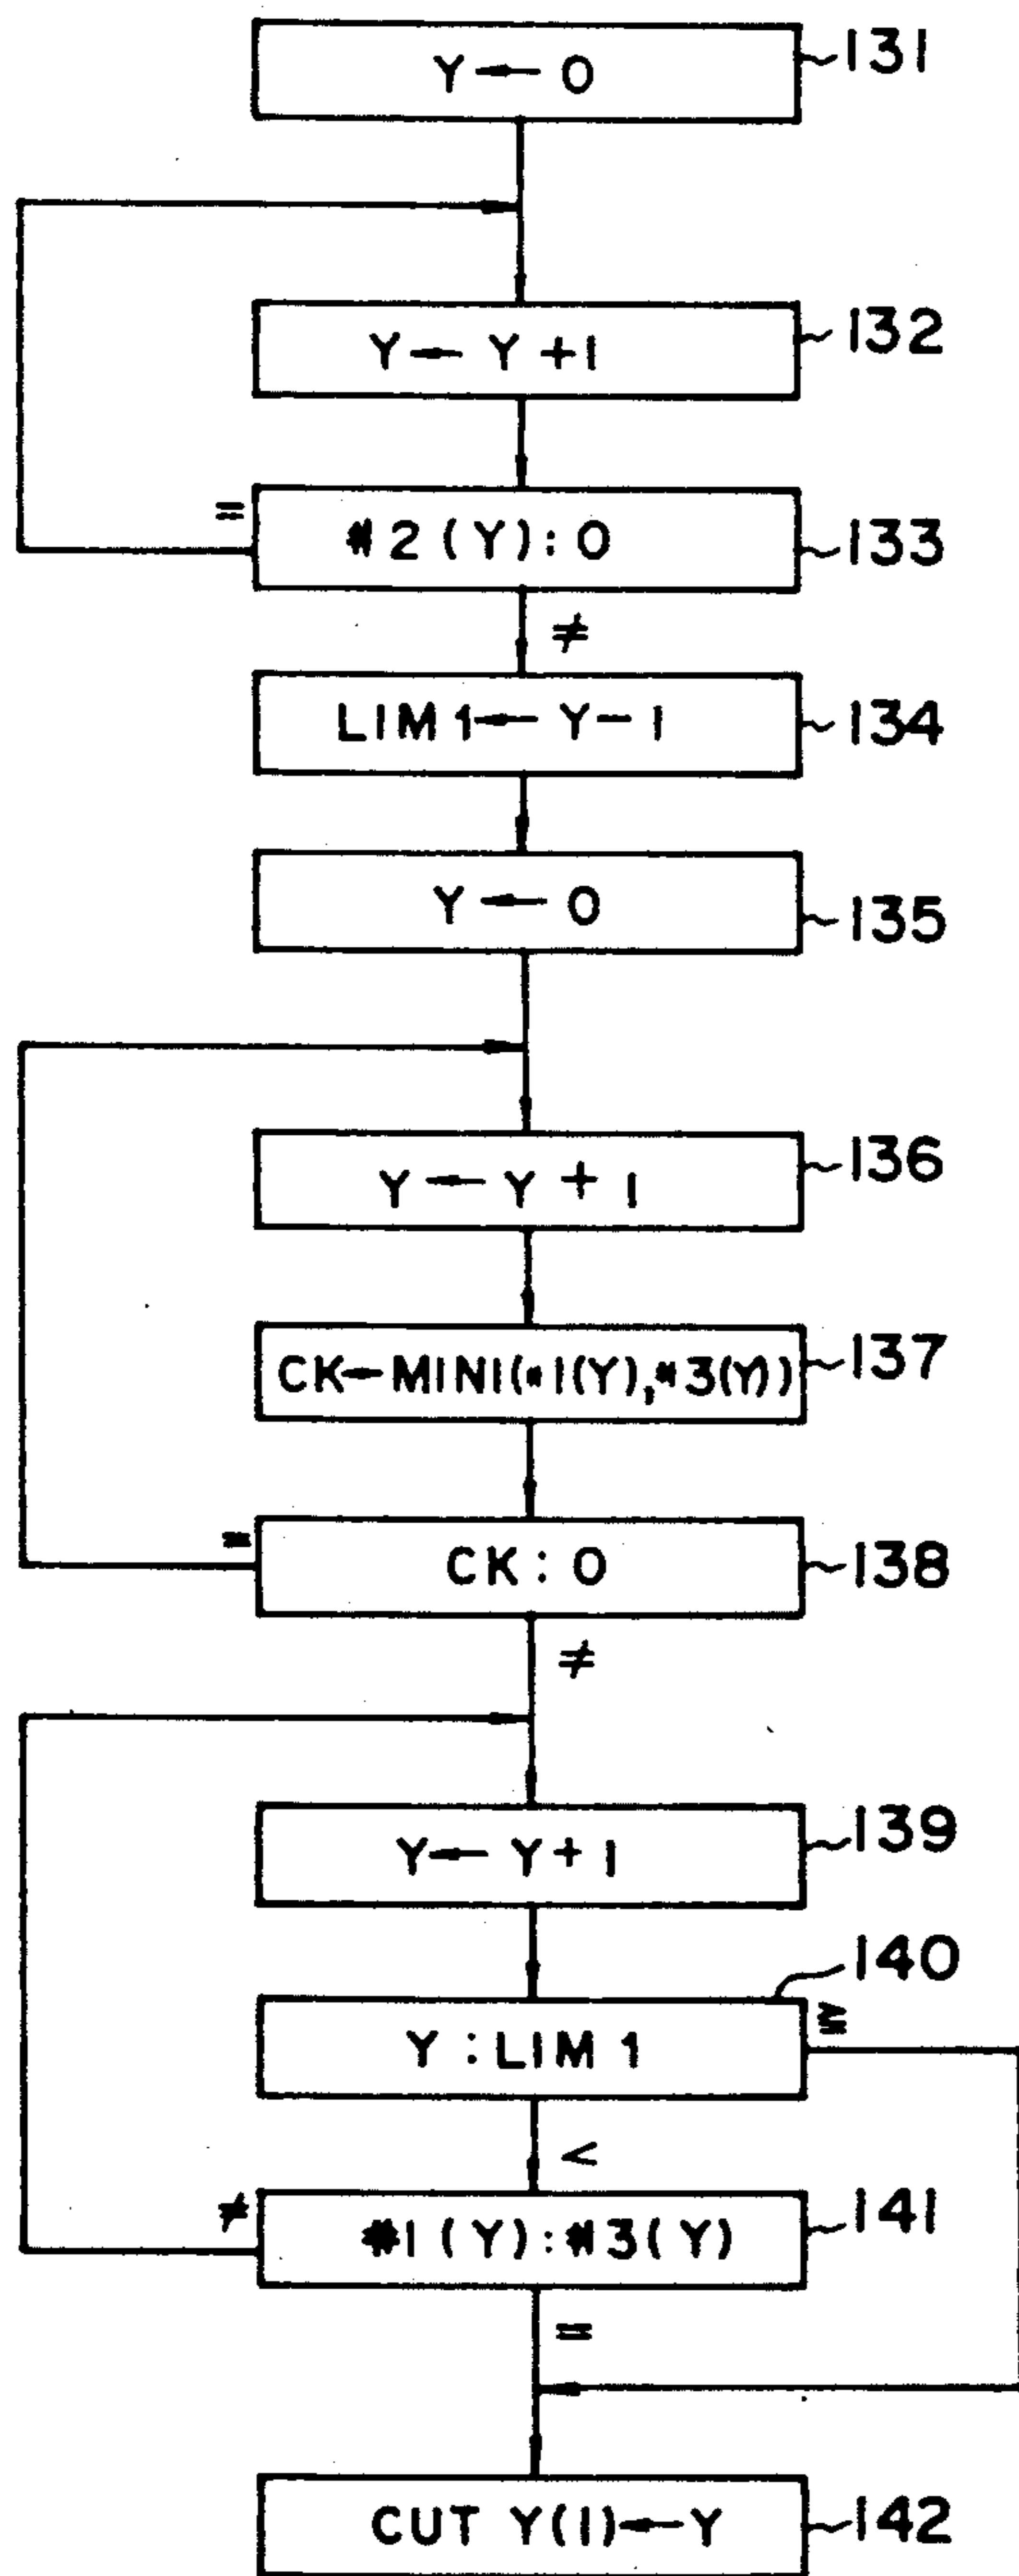 Y ← 0 131
Y ← Y + 1 132
=
#2 (Y) : 0 133
≠
LIM 1 ← Y - 1 134
Y ← 0 135
Y ← Y + 1 136
CK ← MINI(#1(Y), #3(Y)) 137
=
CK : 0 138
≠
Y ← Y + 1 139
140
Y : LIM 1 ≧
<
≠
#1 (Y) : #3 (Y) 141
=
CUT Y(1) ← Y 142